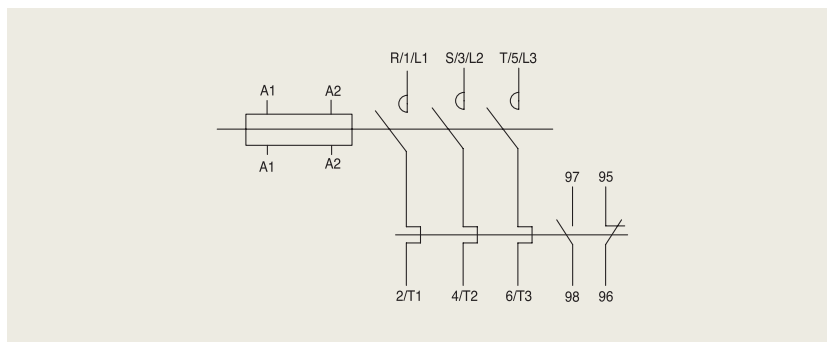 R/1/L1 S/3/L2 T/5/L3
A1 A2
A1 A2
97 95
2/T1 4/T2 6/T3 98 96